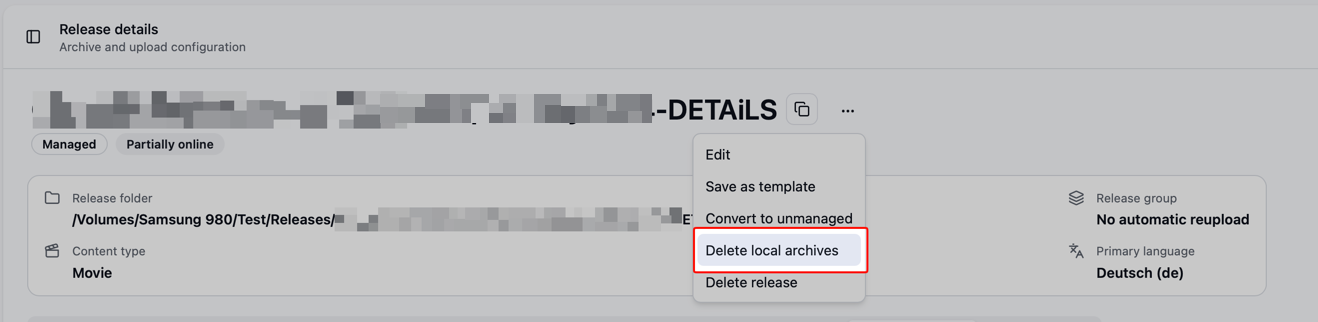 Release details
Archive and upload configuration
-DETAiLS
Managed
Partially online
Edit
Save as template
Convert to unmanaged
Delete local archives
Delete release
Release folder
/Volumes/Samsung 980/Test/Releases/
Content type
Movie
Release group
No automatic reupload
Primary language
Deutsch (de)